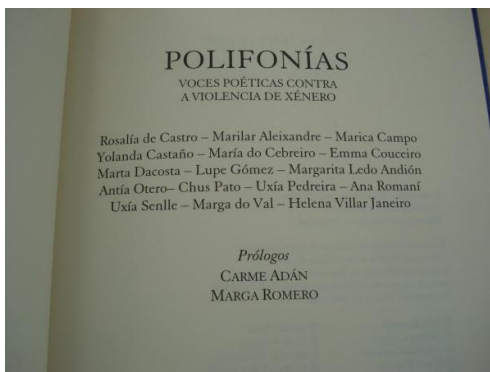 POLIFONÍAS
VOCES POÉTICAS CONTRA
A VIOLENCIA DE XÉNERO
Rosalía de Castro – Marilar Aleixandre – Marica Campo
Yolanda Castaño – María do Cebreiro – Emma Couceiro
Marta Dacosta – Lupe Gómez – Margarita Ledo Andión
Antía Otero– Chus Pato – Uxía Pedreira – Ana Romaní
Uxía Senlle – Marga do Val – Helena Villar Janeiro
Prólogos
CARME ADÁN
MARGA ROMERO